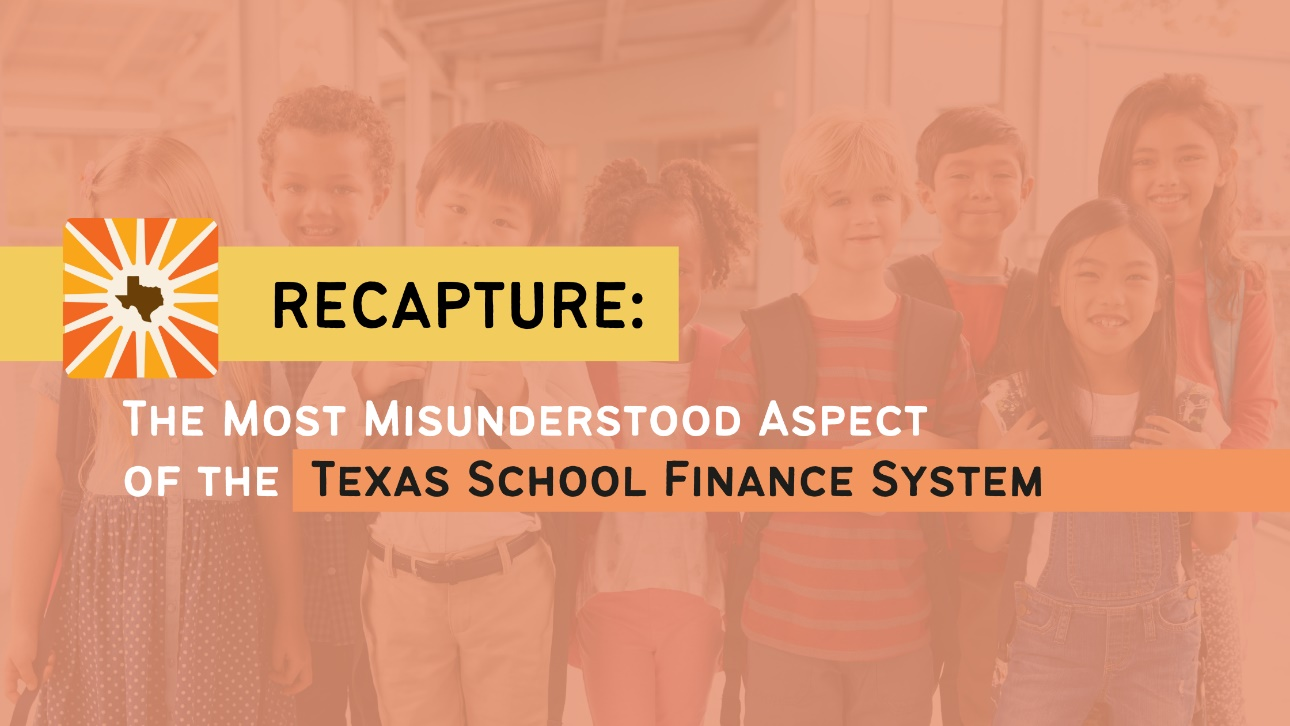 RECAPTURE:
The Most Misunderstood Aspect
of the Texas School Finance System